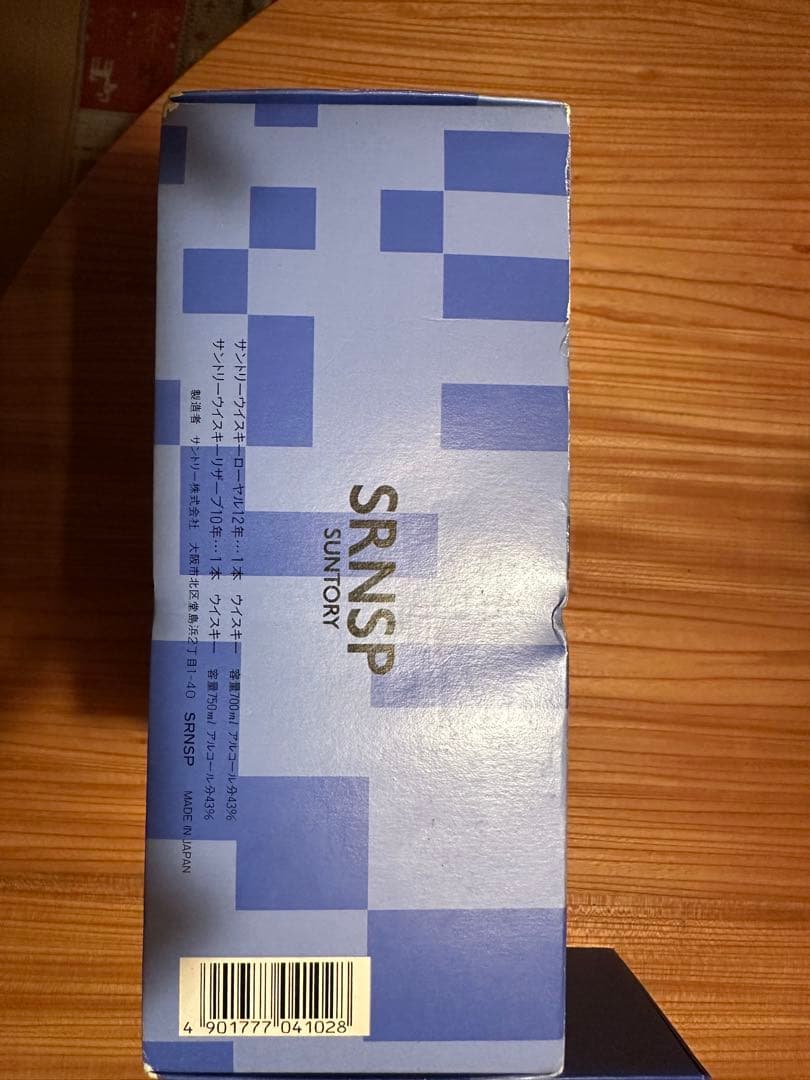 SRNSP
SUNTORY
サントリーウイスキーローヤル12年…1本　ウイスキー　容量700ml アルコール分43%
サントリーウイスキーリザーブ10年…1本　ウイスキー　容量750ml アルコール分43%
製造者　サントリー株式会社　大阪市北区堂島浜2丁目1-40　SRNSP　MADE IN JAPAN
4 901777 041028